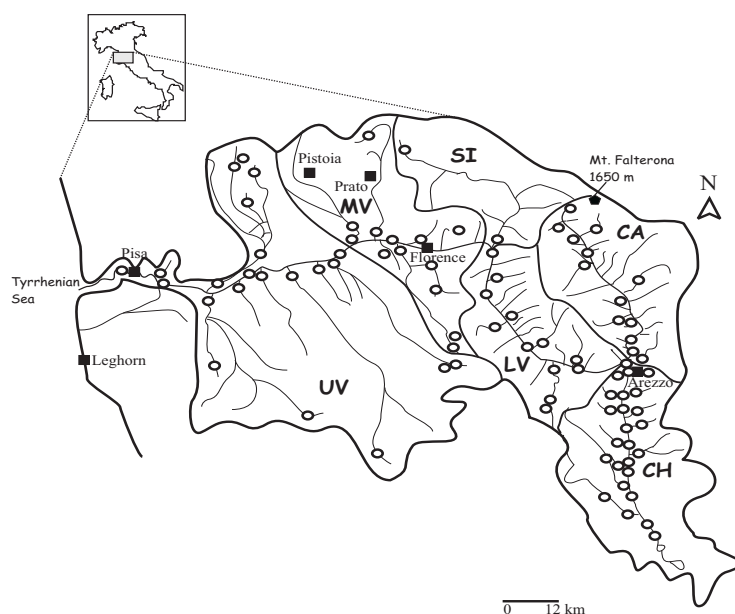 SI
Mt. Falterona
1650 m
Pistoia
Prato
MV
N
CA
Pisa
Florence
Tyrrhenian
Sea
Leghorn
LV
UV
Arezzo
CH
0 12 km